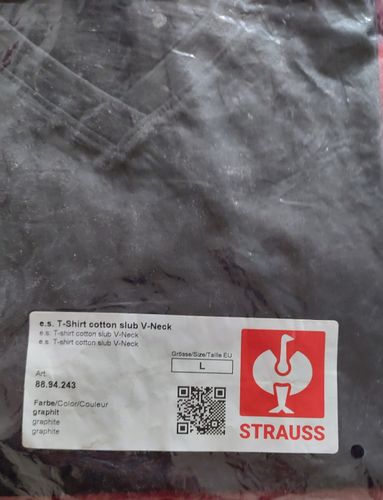 e.s. T-Shirt cotton slub V-Neck
e.s. T-shirt cotton slub V-Neck
e.s. T-shirt cotton slub V-Neck
Grösse/Size/Taille EU
L
Art.
88.94.243
Farbe/Color/Couleur
graphit
graphite
graphite
STRAUSS